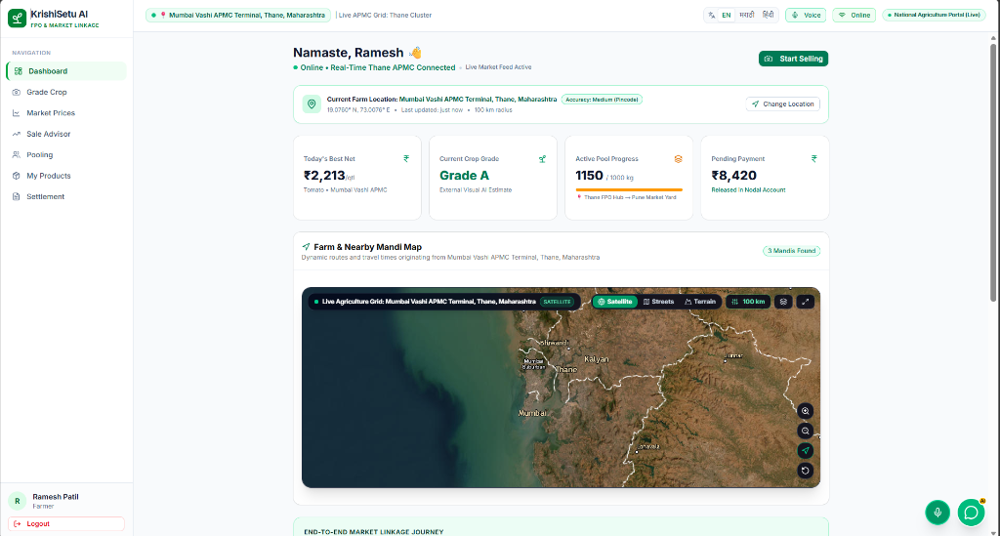 KrishiSetu AI
FPO & MARKET LINKAGE
NAVIGATION
Dashboard
Grade Crop
Market Prices
Sale Advisor
Pooling
My Products
Settlement
R
Ramesh Patil
Farmer
Logout
Mumbai Vashi APMC Terminal, Thane, Maharashtra | Live APMC Grid: Thane Cluster
EN मराठी हिंदी
Voice
Online
National Agriculture Portal (Live)
Namaste, Ramesh 👋
Online • Real-Time Thane APMC Connected • Live Market Feed Active
Start Selling
Current Farm Location: Mumbai Vashi APMC Terminal, Thane, Maharashtra Accuracy: Medium (Pincode)
19.0760° N, 73.0076° E • Last updated: just now • 100 km radius
Change Location
Today's Best Net ₹
₹2,213/qtl
Tomato • Mumbai Vashi APMC
Current Crop Grade
Grade A
External Visual AI Estimate
Active Pool Progress
1150 / 1000 kg
Thane FPO Hub → Pune Market Yard
Pending Payment ₹
₹8,420
Released in Nodal Account
Farm & Nearby Mandi Map
Dynamic routes and travel times originating from Mumbai Vashi APMC Terminal, Thane, Maharashtra
3 Mandis Found
Live Agriculture Grid: Mumbai Vashi APMC Terminal, Thane, Maharashtra SATELLITE
Satellite Streets Terrain
100 km
Bhiwandi
Kalyan
Mumbai
Suburban
Thane
Mumbai
Junnar
Lonavala
AI
END-TO-END MARKET LINKAGE JOURNEY